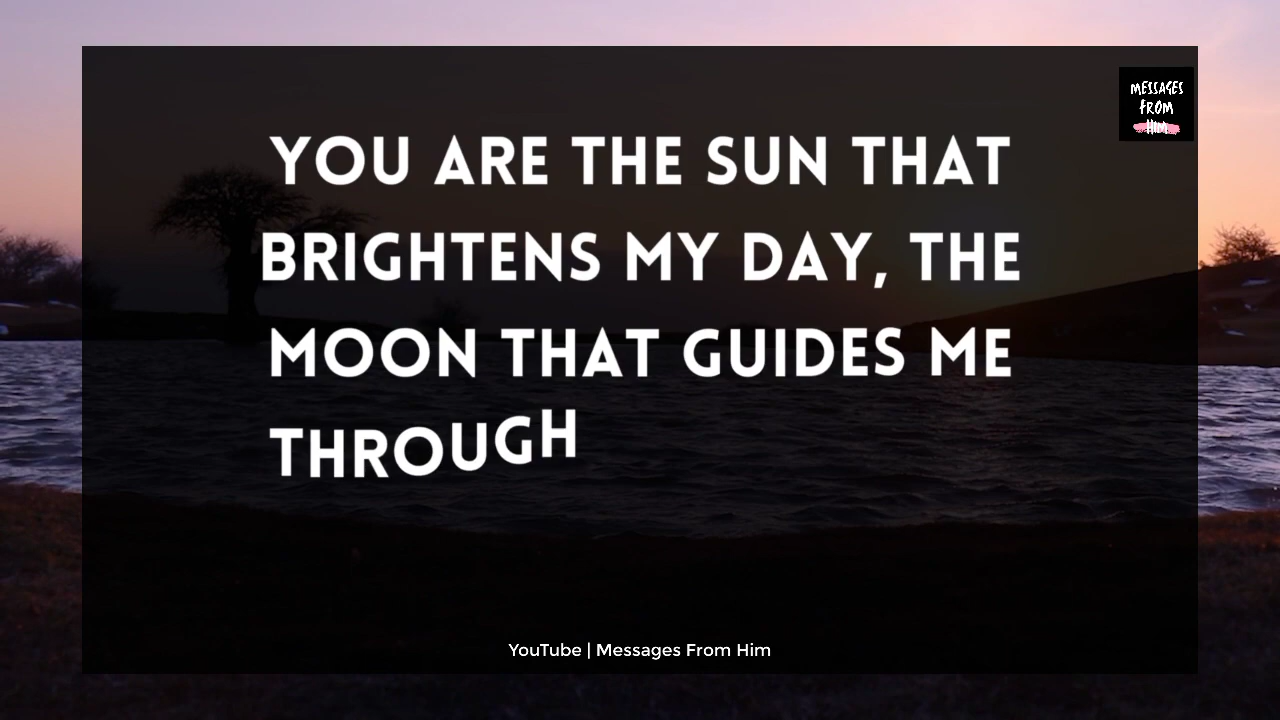 YOU ARE THE SUN THAT
BRIGHTENS MY DAY, THE
MOON THAT GUIDES ME
THROUGH
MESSAGES
FROM
HIM
YouTube | Messages From Him